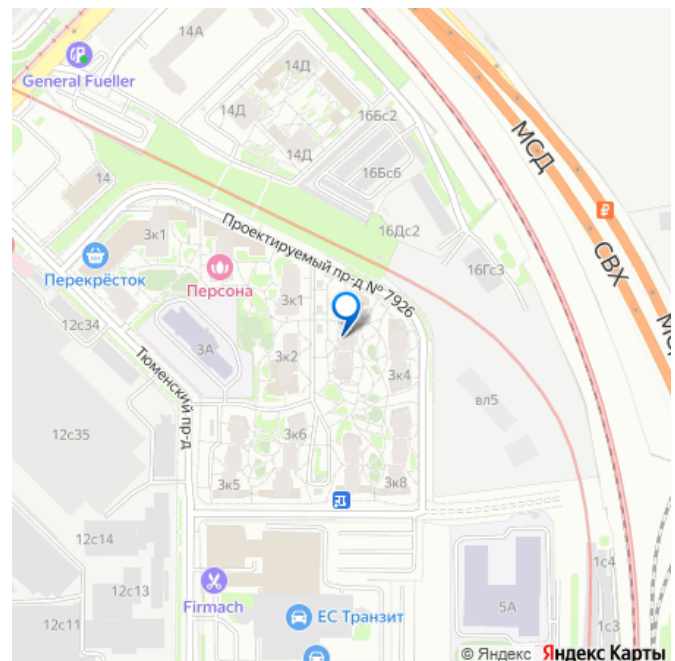 14А
General Fueller
14Д
14Д
16Бс2
14Д
16Бс6
МСД
14
16Дс2
3к1
Проектируемый пр-д № 7926
СВХ
16Гс3
Перекрёсток
Персона
3к1
12с34
3А
3к2
3к4
Тюменский пр-д
вл5
12с35
3к6
3к5
3к8
12с14
1с4
12с13
Firmach
5А
12с11
ЕС Транзит
1с3
© Яндекс Яндекс Карты